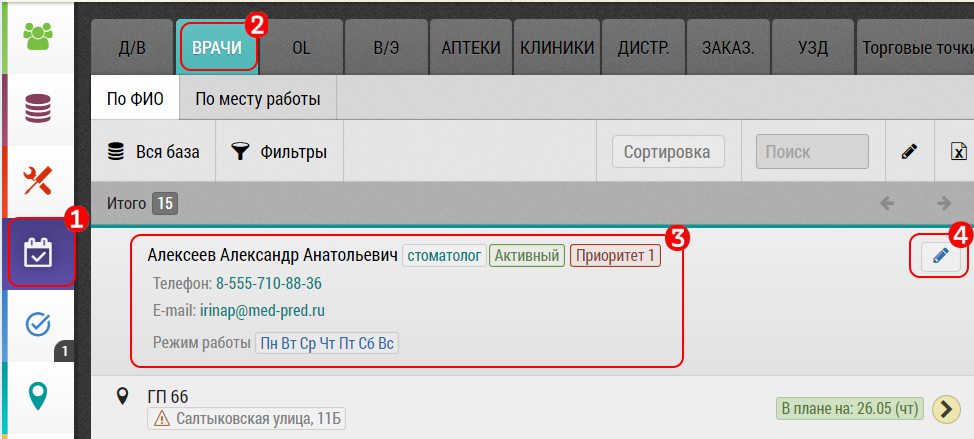 Д/В ВРАЧИ 2 OL В/Э АПТЕКИ КЛИНИКИ ДИСТР. ЗАКАЗ. УЗД Торговые точки
По ФИО По месту работы
Вся база Фильтры Сортировка Поиск X
Итого 15
1
3
4
Алексеев Александр Анатольевич стоматолог Активный Приоритет 1
Телефон: 8-555-710-88-36
E-mail: irinap@med-pred.ru
Режим работы Пн Вт Ср Чт Пт Сб Вс
1
ГП 66
Салтыковская улица, 11Б
В плане на: 26.05 (чт)